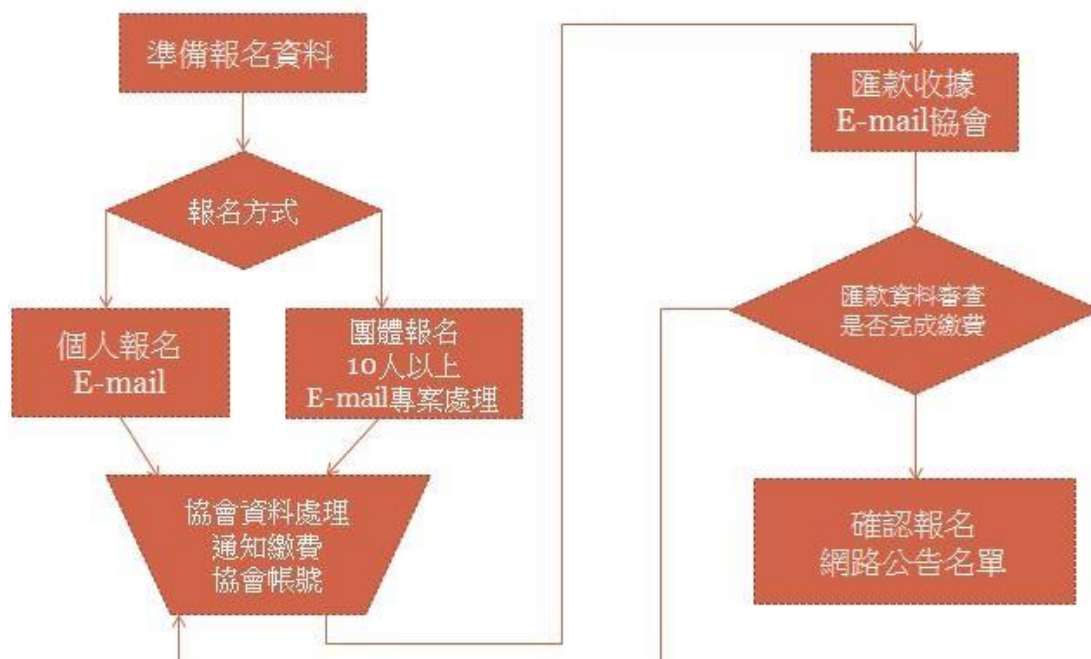 準備報名資料
報名方式
個人報名
E-mail
團體報名
10人以上
E-mail專案處理
協會資料處理
通知繳費
協會帳號
匯款收據
E-mail協會
匯款資料審查
是否完成繳費
確認報名
網路公告名單